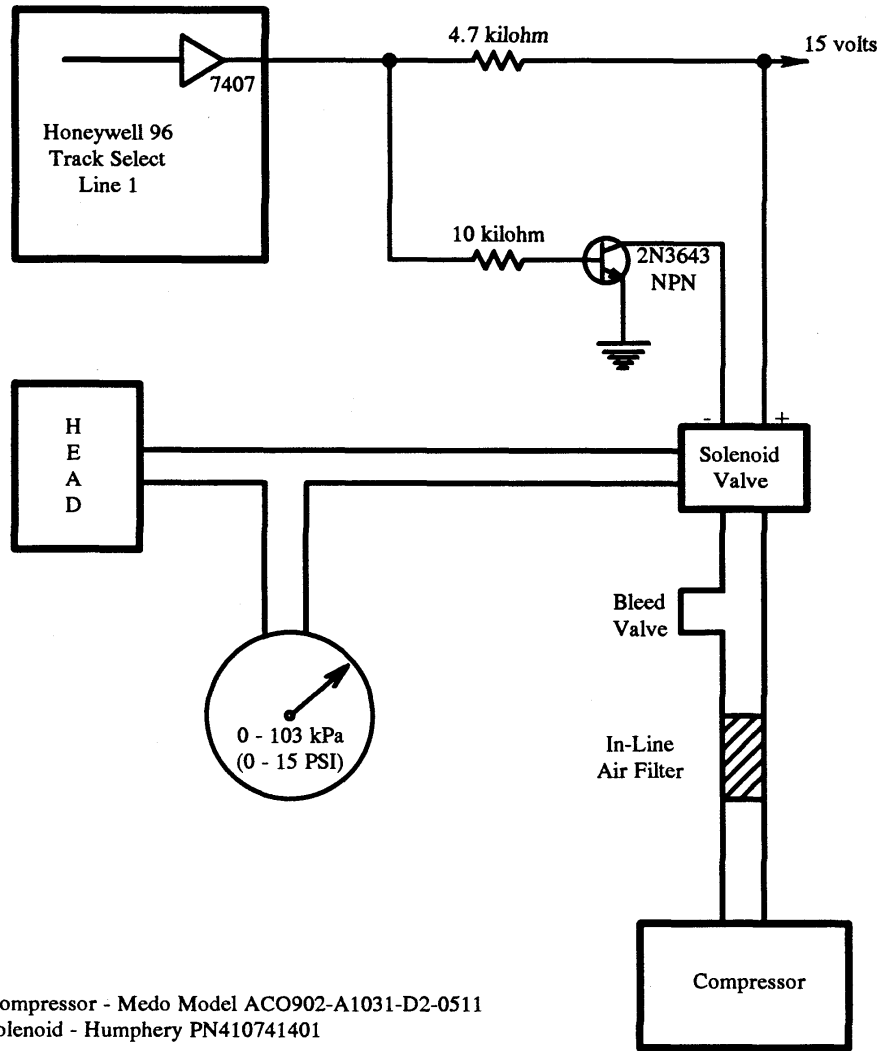 4.7 kilohm
15 volts
7407
Honeywell 96
Track Select
Line 1
10 kilohm
2N3643
NPN
H
E
A
D
- +
Solenoid
Valve
Bleed
Valve
0 - 103 kPa
(0 - 15 PSI)
In-Line
Air Filter
Compressor
ompressor - Medo Model ACO902-A1031-D2-0511
olenoid - Humphery PN410741401